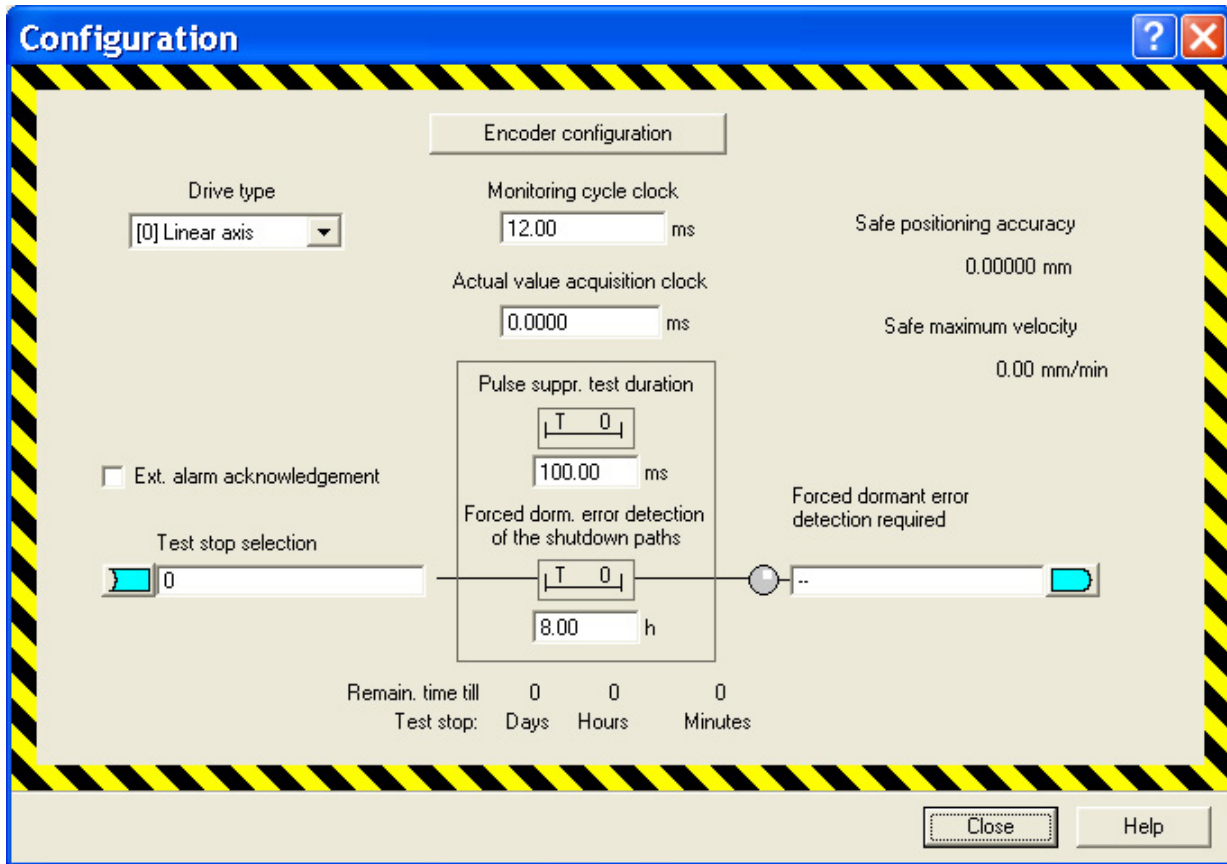 Configuration
?
Encoder configuration
Drive type
[0] Linear axis
Monitoring cycle clock
12.00 ms
Safe positioning accuracy
0.00000 mm
Actual value acquisition clock
0.0000 ms
Safe maximum velocity
0.00 mm/min
Pulse suppr. test duration
T 0
100.00 ms
Ext. alarm acknowledgement
Forced dorm. error detection
of the shutdown paths
Forced dormant error
detection required
Test stop selection
0
T 0
--
8.00 h
Remain. time till 0 0 0
Test stop: Days Hours Minutes
Close
Help